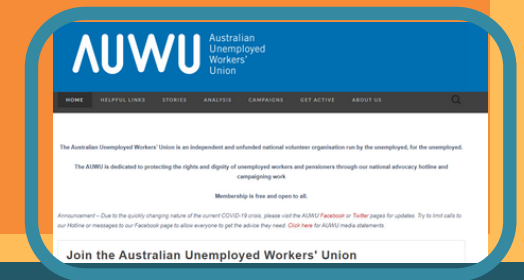 AUWU
Australian
Unemployed
Workers'
Union
HOME HELPFUL LINKS STORIES ANALYSIS CAMPAIGNS GET ACTIVE ABOUT US
The Australian Unemployed Workers' Union is an independent and unfunded national volunteer organisation run by the unemployed, for the unemployed.
The AUWU is dedicated to protecting the rights and dignity of unemployed workers and pensioners through our national advocacy hotline and
campaigning work
Membership is free and open to all.
Announcement – Due to the quickly changing nature of the current COVID-19 crisis, please visit the AUWU Facebook or Twitter pages for updates. Try to limit calls to
our Hotline or messages to our Facebook page to allow everyone to get the advice they need. Click here for AUWU media statements.
Join the Australian Unemployed Workers' Union